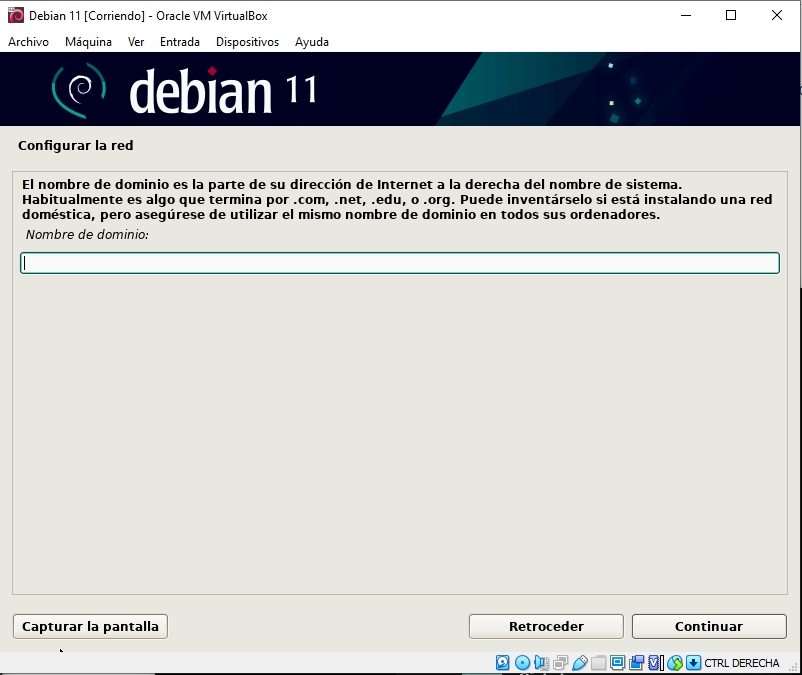 Debian 11 [Corriendo] - Oracle VM VirtualBox
Archivo Máquina Ver Entrada Dispositivos Ayuda
debian 11
Configurar la red
El nombre de dominio es la parte de su dirección de Internet a la derecha del nombre de sistema.
Habitualmente es algo que termina por .com, .net, .edu, o .org. Puede inventárselo si está instalando una red
doméstica, pero asegúrese de utilizar el mismo nombre de dominio en todos sus ordenadores.
Nombre de dominio:
Capturar la pantalla Retroceder Continuar
CTRL DERECHA